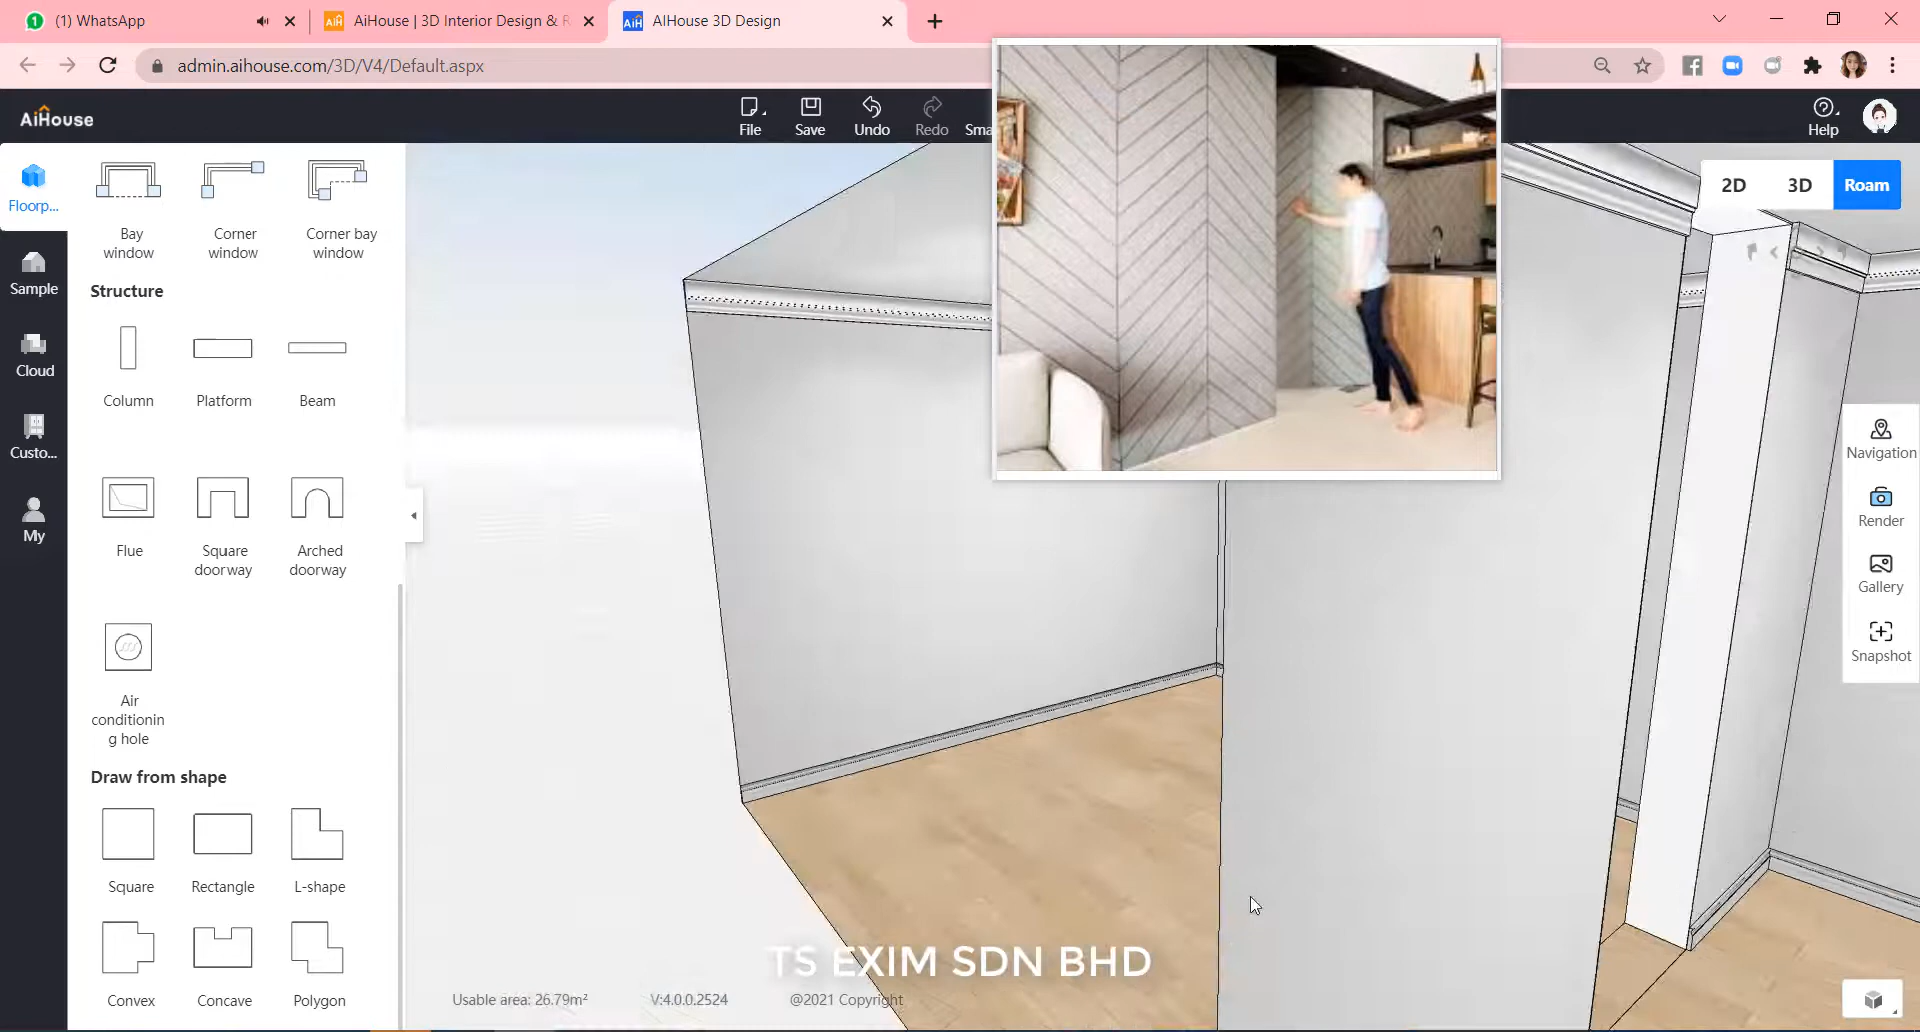 (1) WhatsApp
AiHouse | 3D Interior Design & R
AIHouse 3D Design
admin.aihouse.com/3D/V4/Default.aspx
AiHouse
File
Save
Undo
Redo
Sma
Help
Floorp...
Sample
Cloud
Custo...
My
Bay window
Corner window
Corner bay window
Structure
Column
Platform
Beam
Flue
Square doorway
Arched doorway
Air conditionin g hole
Draw from shape
Square
Rectangle
L-shape
Convex
Concave
Polygon
2D
3D
Roam
Navigation
Render
Gallery
Snapshot
TS EXIM SDN BHD
Usable area: 26.79m²
V:4.0.0.2524
@2021 Copyright